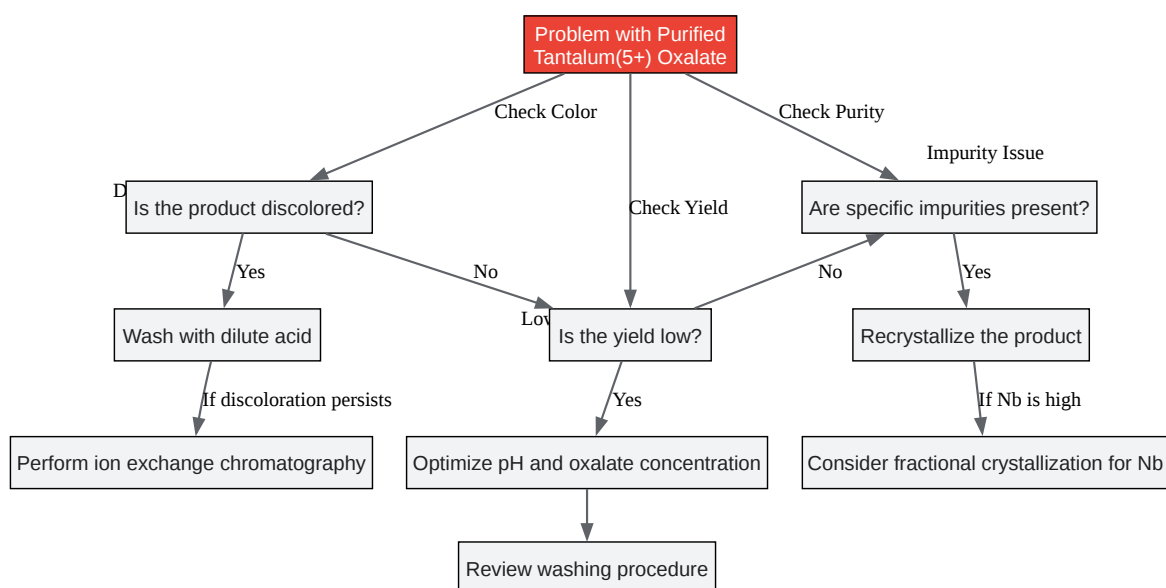 Problem with Purified
Tantalum(5+) Oxalate
Check Color
Check Purity
Impurity Issue
D
Is the product discolored?
Check Yield
Are specific impurities present?
Yes
No
No
Yes
Wash with dilute acid
Low
Is the yield low?
Recrystallize the product
If discoloration persists
Yes
If Nb is high
Perform ion exchange chromatography
Optimize pH and oxalate concentration
Consider fractional crystallization for Nb
Review washing procedure